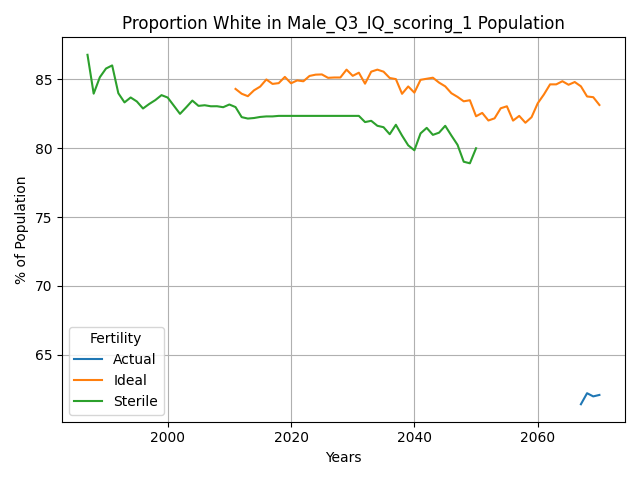 Proportion White in Male_Q3_IQ_scoring_1 Population
% of Population
85
80
75
70
65
Fertility
Actual
Ideal
Sterile
2000
2020
2040
2060
Years